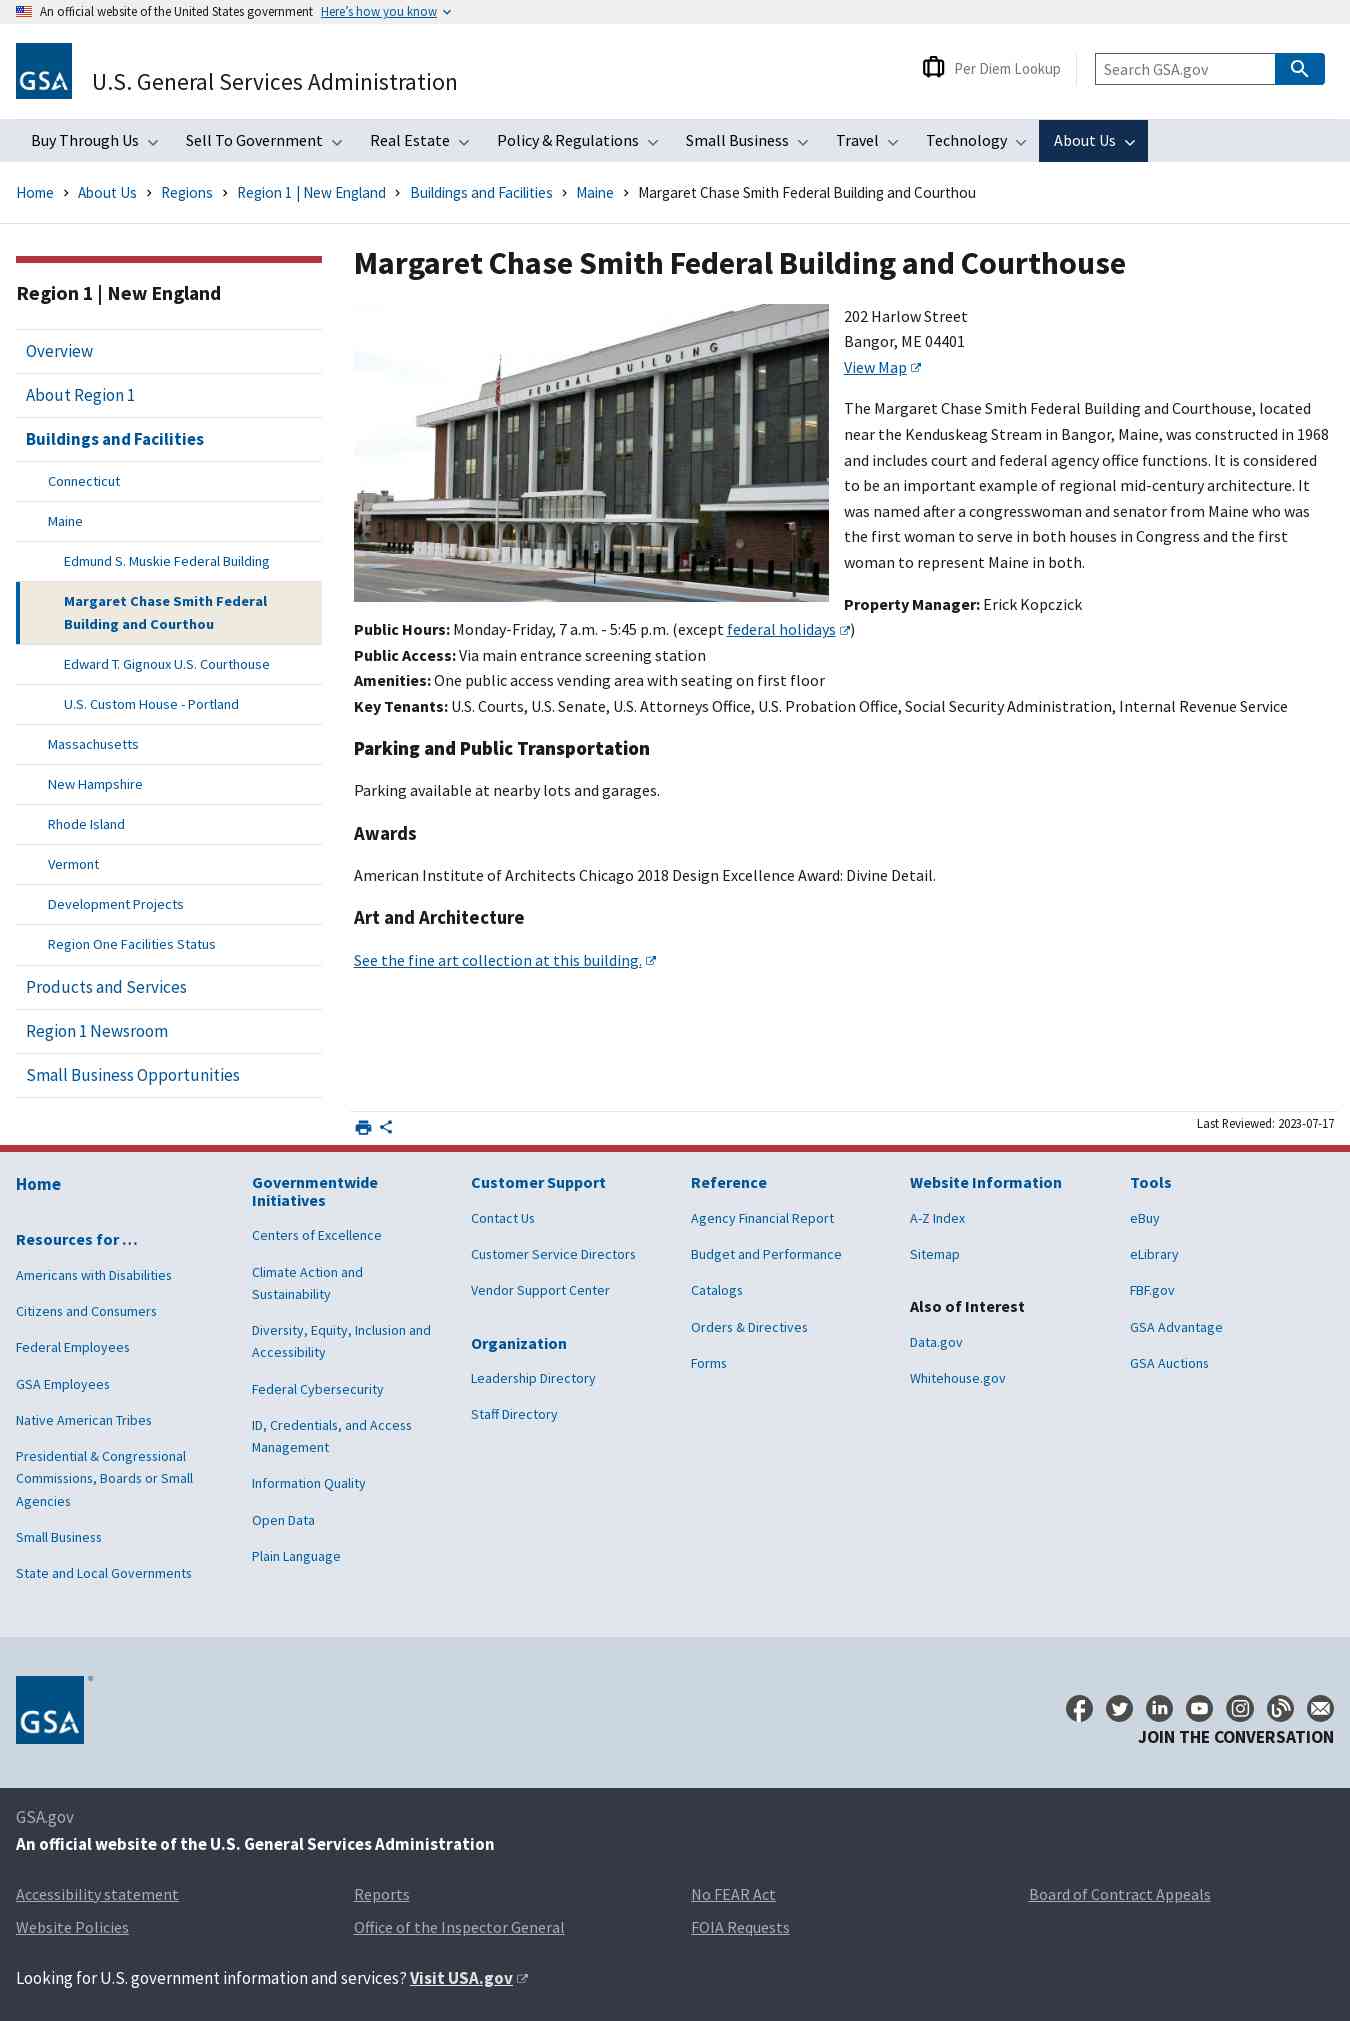 An official website of the United States government Here’s how you know
GSA
U.S. General Services Administration
Per Diem Lookup
Search GSA.gov
Buy Through Us
Sell To Government
Real Estate
Policy & Regulations
Small Business
Travel
Technology
About Us
Home
About Us
Regions
Region 1 | New England
Buildings and Facilities
Maine
Margaret Chase Smith Federal Building and Courthou
Region 1 | New England
Overview
About Region 1
Buildings and Facilities
Connecticut
Maine
Edmund S. Muskie Federal Building
Margaret Chase Smith Federal
Building and Courthou
Edward T. Gignoux U.S. Courthouse
U.S. Custom House - Portland
Massachusetts
New Hampshire
Rhode Island
Vermont
Development Projects
Region One Facilities Status
Products and Services
Region 1 Newsroom
Small Business Opportunities
Margaret Chase Smith Federal Building and Courthouse
FEDERAL BUILDING
202 Harlow Street
Bangor, ME 04401
View Map
The Margaret Chase Smith Federal Building and Courthouse, located
near the Kenduskeag Stream in Bangor, Maine, was constructed in 1968
and includes court and federal agency office functions. It is considered
to be an important example of regional mid-century architecture. It
was named after a congresswoman and senator from Maine who was
the first woman to serve in both houses in Congress and the first
woman to represent Maine in both.
Property Manager: Erick Kopczick
Public Hours: Monday-Friday, 7 a.m. - 5:45 p.m. (except federal holidays)
Public Access: Via main entrance screening station
Amenities: One public access vending area with seating on first floor
Key Tenants: U.S. Courts, U.S. Senate, U.S. Attorneys Office, U.S. Probation Office, Social Security Administration, Internal Revenue Service
Parking and Public Transportation
Parking available at nearby lots and garages.
Awards
American Institute of Architects Chicago 2018 Design Excellence Award: Divine Detail.
Art and Architecture
See the fine art collection at this building.
Last Reviewed: 2023-07-17
Home
Resources for …
Americans with Disabilities
Citizens and Consumers
Federal Employees
GSA Employees
Native American Tribes
Presidential & Congressional
Commissions, Boards or Small
Agencies
Small Business
State and Local Governments
Governmentwide
Initiatives
Centers of Excellence
Climate Action and
Sustainability
Diversity, Equity, Inclusion and
Accessibility
Federal Cybersecurity
ID, Credentials, and Access
Management
Information Quality
Open Data
Plain Language
Customer Support
Contact Us
Customer Service Directors
Vendor Support Center
Organization
Leadership Directory
Staff Directory
Reference
Agency Financial Report
Budget and Performance
Catalogs
Orders & Directives
Forms
Website Information
A-Z Index
Sitemap
Also of Interest
Data.gov
Whitehouse.gov
Tools
eBuy
eLibrary
FBF.gov
GSA Advantage
GSA Auctions
GSA ®
JOIN THE CONVERSATION
GSA.gov
An official website of the U.S. General Services Administration
Accessibility statement
Reports
No FEAR Act
Board of Contract Appeals
Website Policies
Office of the Inspector General
FOIA Requests
Looking for U.S. government information and services? Visit USA.gov